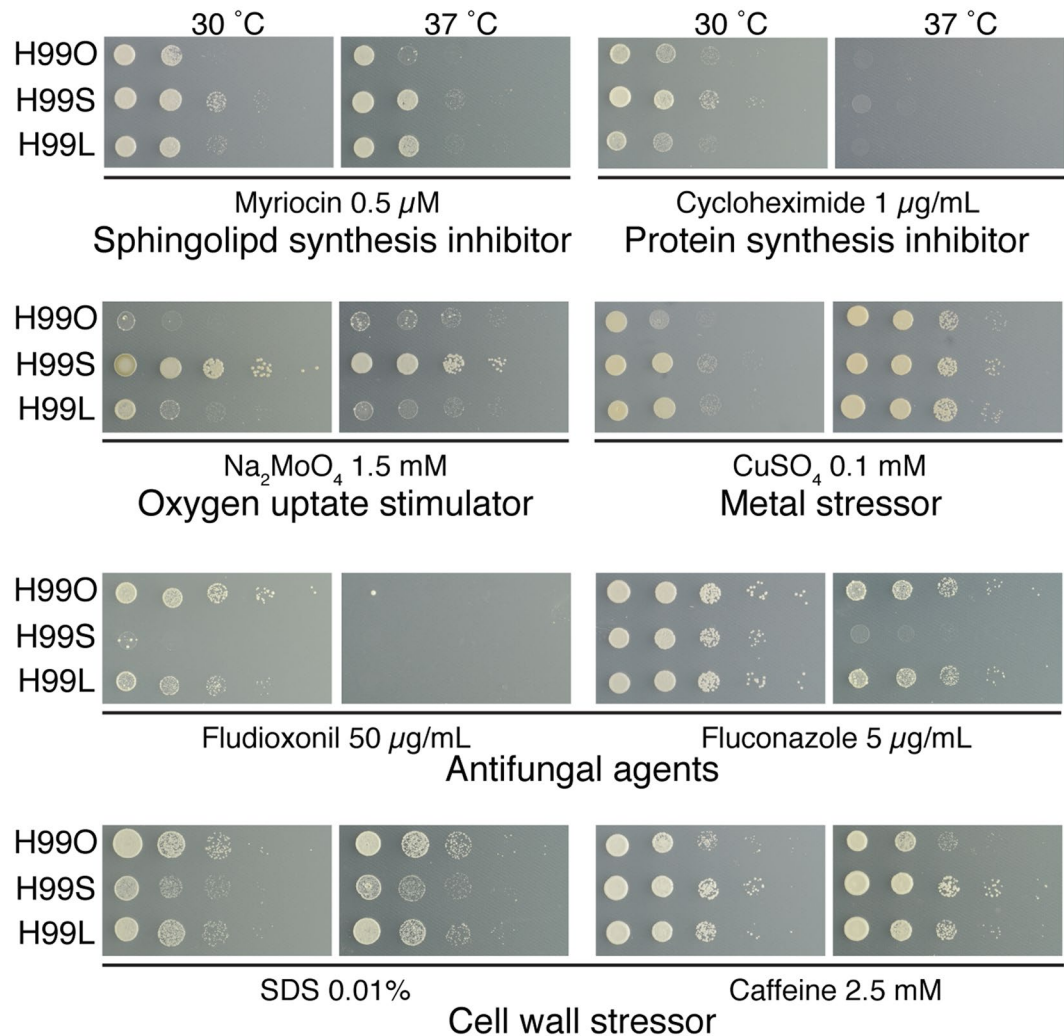 30 °C 37 °C 30 °C 37 °C
H99O
H99S
H99L
Myriocin 0.5 µM Cycloheximide 1 µg/mL
Sphingolipd synthesis inhibitor Protein synthesis inhibitor
H99O
H99S
H99L
Na₂MoO₄ 1.5 mM CuSO₄ 0.1 mM
Oxygen uptate stimulator Metal stressor
H99O
H99S
H99L
Fludioxonil 50 µg/mL Fluconazole 5 µg/mL
Antifungal agents
H99O
H99S
H99L
SDS 0.01% Caffeine 2.5 mM
Cell wall stressor